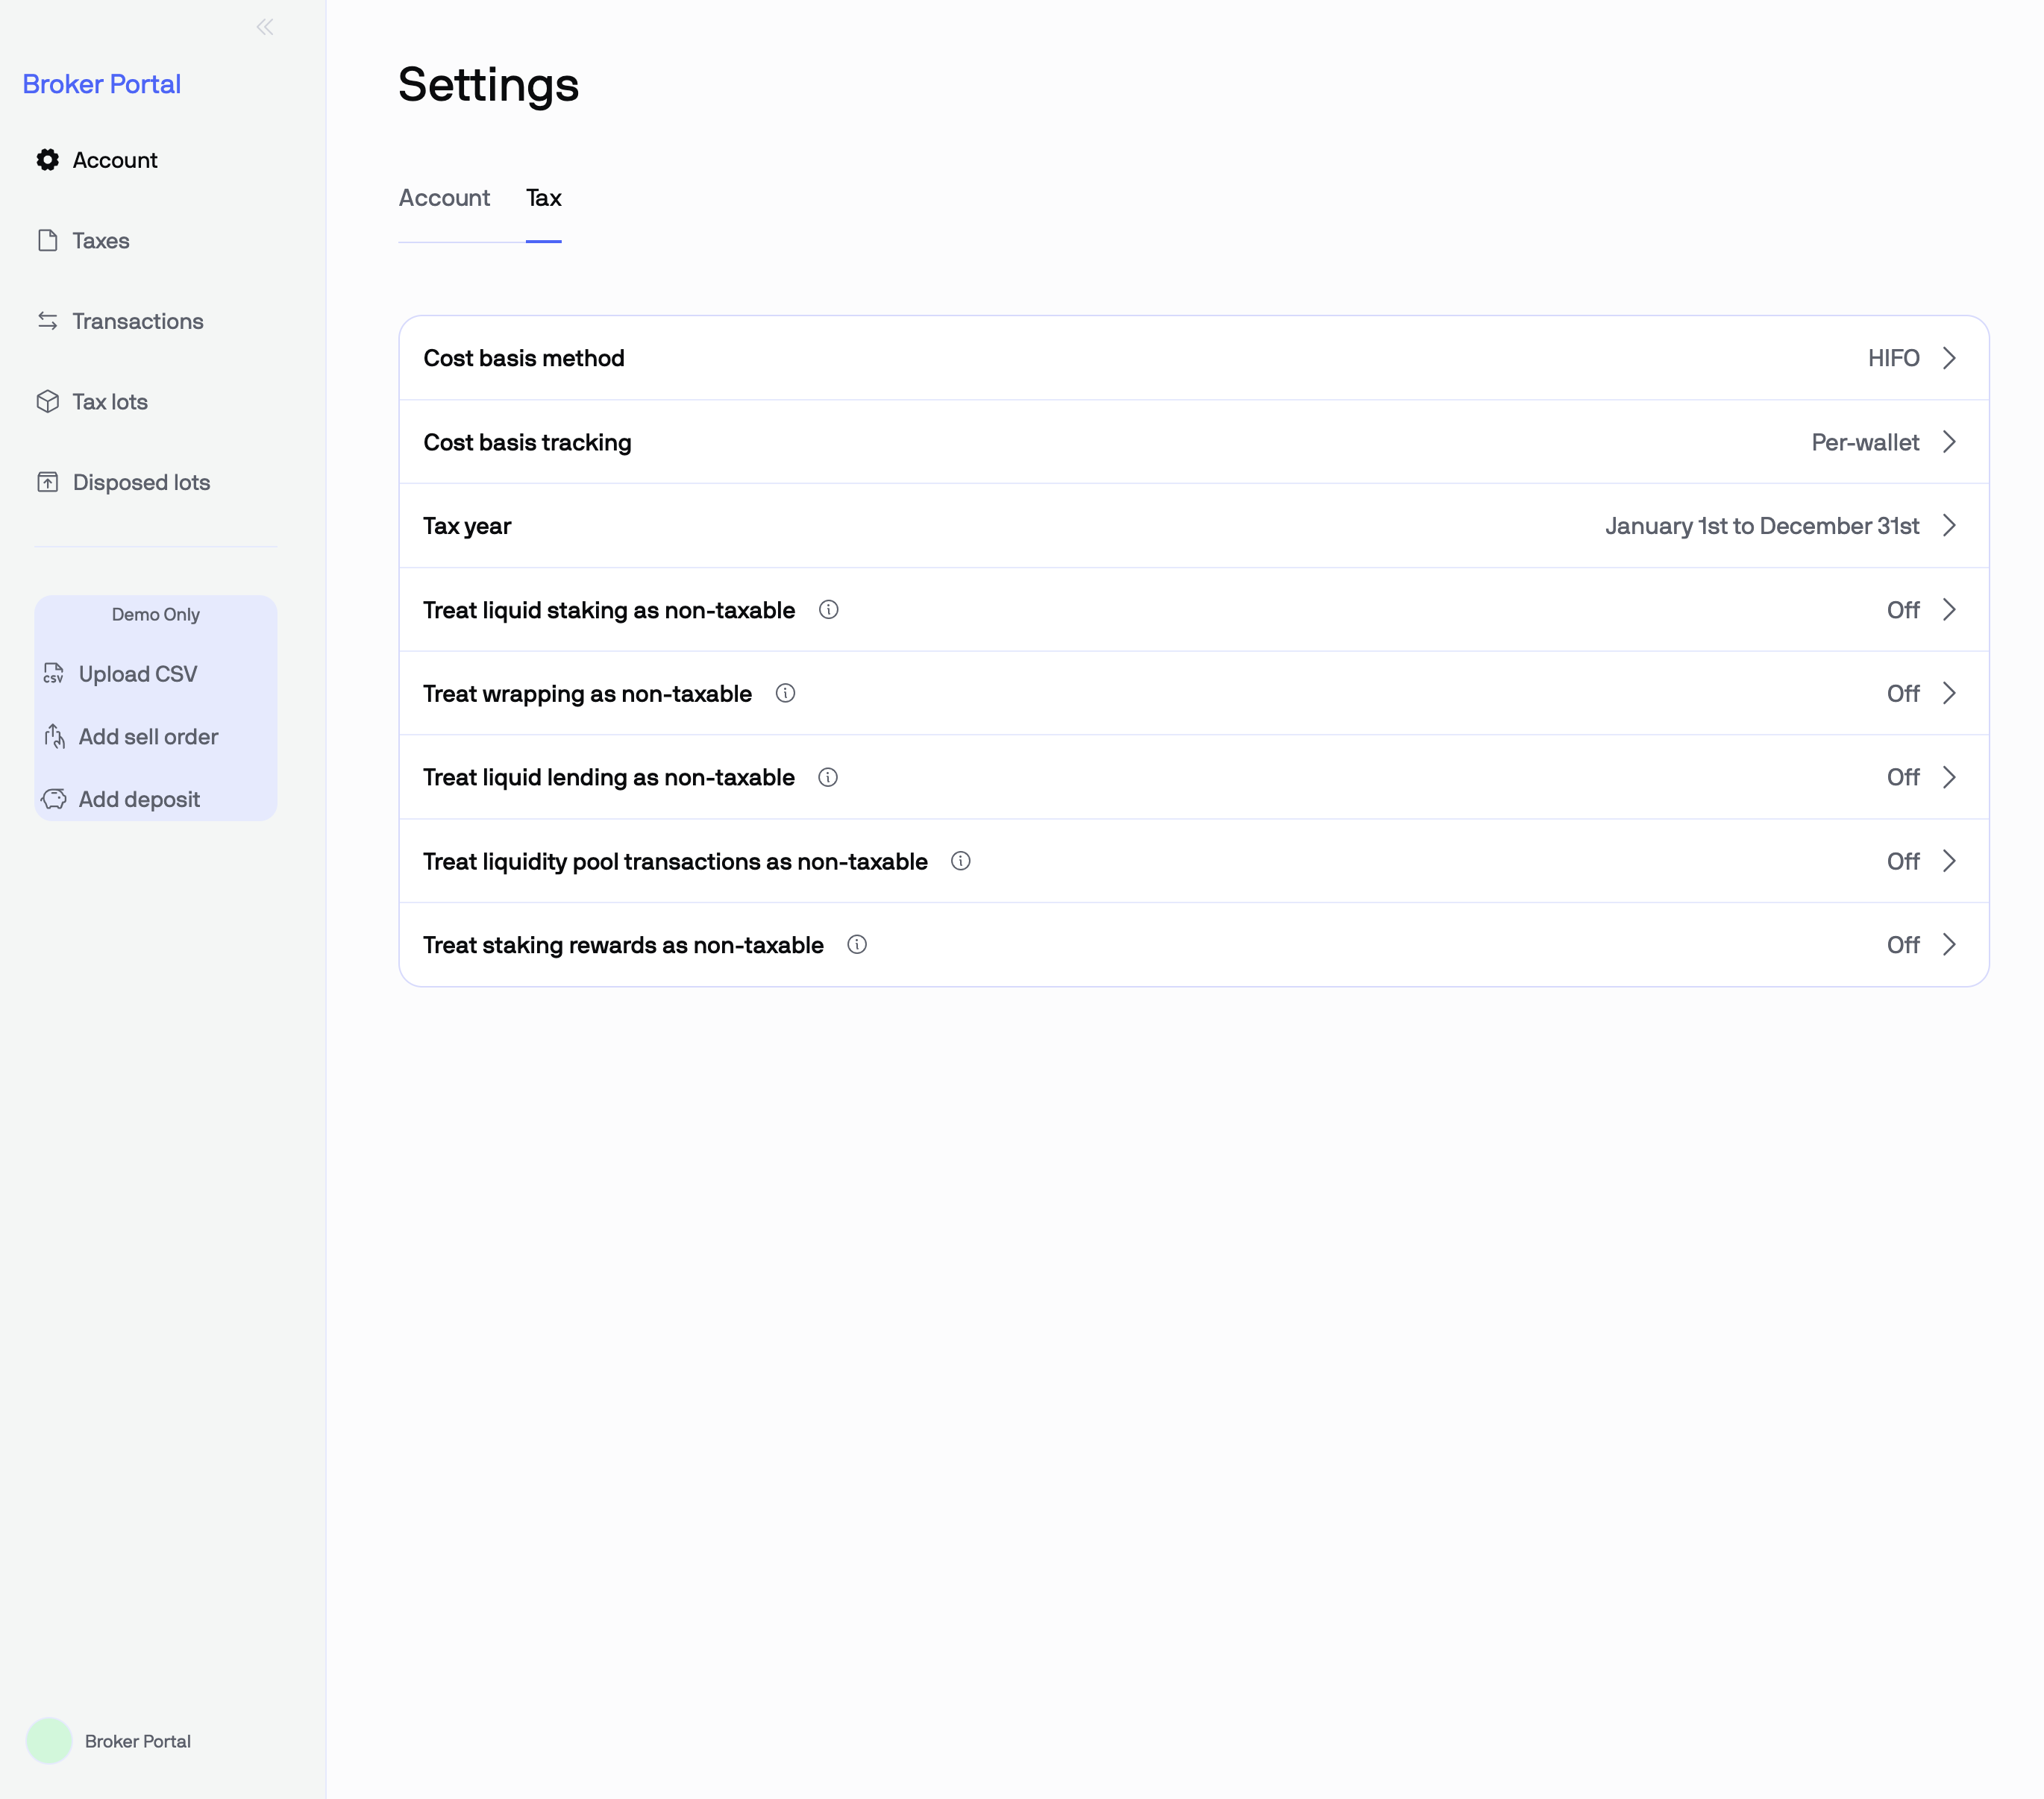 Broker Portal
Account
Taxes
Transactions
Tax lots
Disposed lots
Demo Only
CSV Upload CSV
Add sell order
Add deposit
Broker Portal
Settings
Account Tax
Cost basis method HIFO
Cost basis tracking Per-wallet
Tax year January 1st to December 31st
Treat liquid staking as non-taxable Off
Treat wrapping as non-taxable Off
Treat liquid lending as non-taxable Off
Treat liquidity pool transactions as non-taxable Off
Treat staking rewards as non-taxable Off